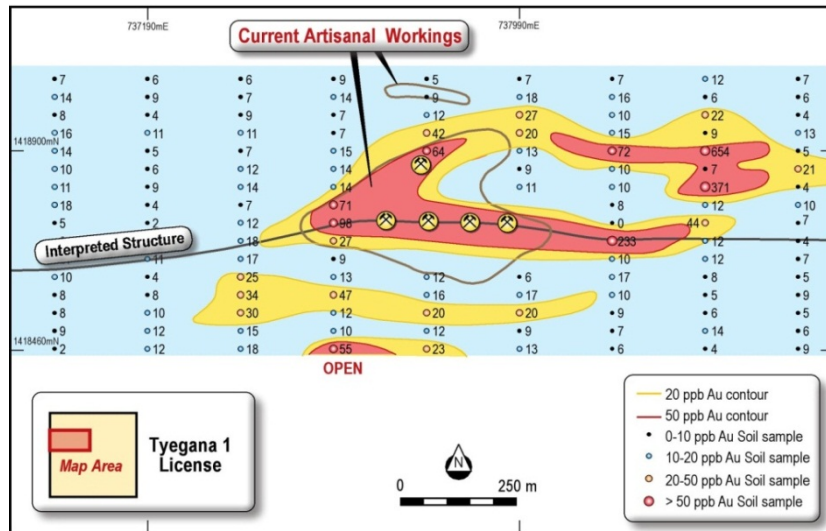 737190mE 737990mE
Current Artisanal Workings
7 6 6 9 5 7 7 12 7
14 9 7 14 9 18 16 6 6
8 4 9 7 12 27 10 22 4
16 11 11 7 42 20 15 9 13
1418900mN
14 5 7 15 64 13 72 654 5
10 6 12 14 9 10 7 21
11 9 14 14 11 10 371 4
18 4 7 71 8 12 10
5 2 12 98 0 44 7
Interpreted Structure
18 27 233 12 4
11 17 9 10 12 7
10 4 25 13 12 6 17 8 5
8 8 34 47 16 17 10 5 9
8 10 30 12 20 20 9 6 5
9 12 15 10 12 9 7 14 6
1418460mN
2 12 18 55 23 13 6 4 9
OPEN
Map Area
Tyegana 1
License
N
0 250 m
20 ppb Au contour
50 ppb Au contour
0-10 ppb Au Soil sample
10-20 ppb Au Soil sample
20-50 ppb Au Soil sample
> 50 ppb Au Soil sample